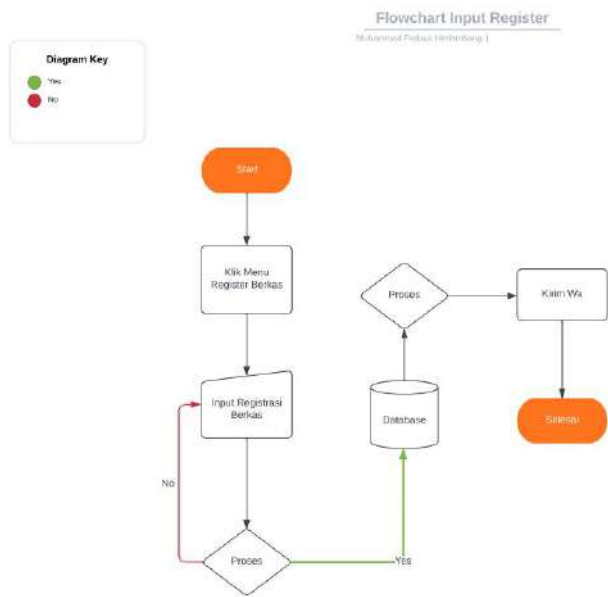 Flowchart Input Register
Muhammad
Diagram Key
Yes
No
Start
Klik Menu
Register Berkas
Input Registrasi
Berkas
No
Proses
Yes
Database
Proses
Kirim Wa
Selesai